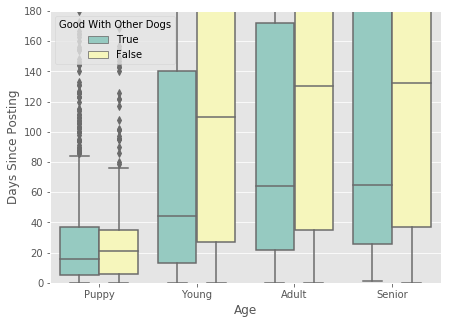 Good With Other Dogs
True
False
180
160
140
120
100
80
60
40
20
0
Days Since Posting
Puppy Young Adult Senior
Age